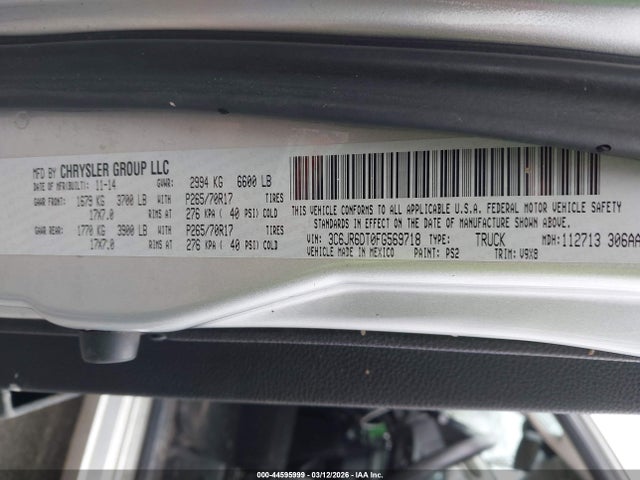 MFD BY CHRYSLER GROUP LLC
DATE OF MFR(BUILT): 11-14 GVWR: 2994 KG 6600 LB
GAWR FRONT: 1679 KG 3700 LB WITH P265/70R17 TIRES
17X7.0 RIMS AT 276 KPA ( 40 PSI) COLD
GAWR REAR: 1770 KG 3900 LB WITH P265/70R17 TIRES
17X7.0 RIMS AT 276 KPA ( 40 PSI) COLD
THIS VEHICLE CONFORMS TO ALL APPLICABLE U.S.A. FEDERAL MOTOR VEHICLE SAFETY
STANDARDS IN EFFECT ON THE DATE OF MANUFACTURE SHOWN ABOVE.
VIN: 3C6JR6DT0FG569718 TYPE: TRUCK MDH: 112713 306AA
VEHICLE MADE IN MEXICO PAINT: PS2 TRIM: V9X8
000-44595999 - 03/12/2026 - IAA Inc.